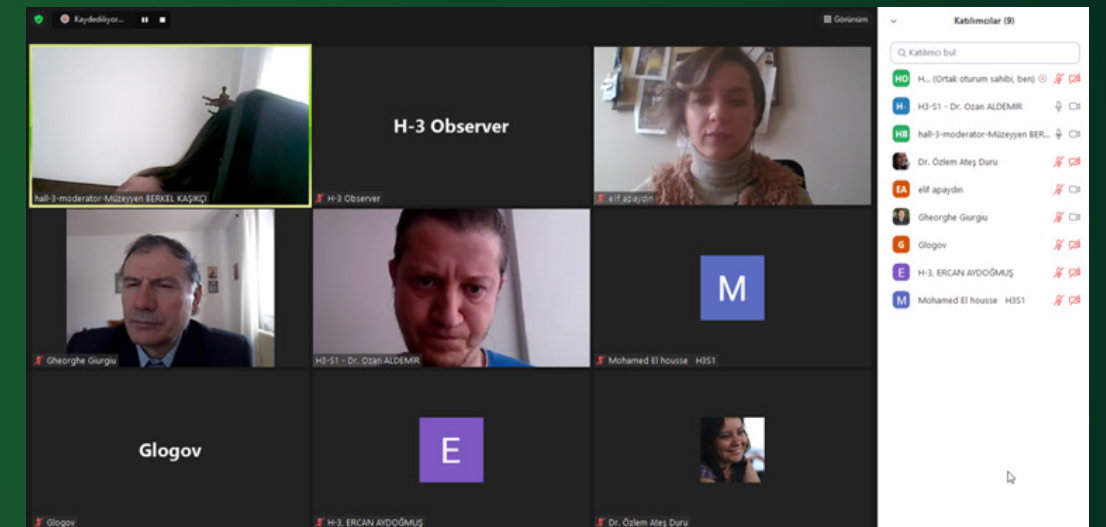 Kaydediliyor...
Görünüm
hall-3-moderator-Müzeyyen BERKEL KAŞIKÇI
H-3 Observer
H-3 Observer
elif apaydın
Gheorghe Giurgiu
H3-S1 - Dr. Ozan ALDEMİR
M
Mohamed El housse H3S1
Glogov
Glogov
E
H-3. ERCAN AYDOĞMUŞ
Dr. Özlem Ateş Duru
Katılımcılar (9)
Katılımcı bul
HO H... (Ortak oturum sahibi, ben)
H- H3-S1 - Dr. Ozan ALDEMİR
HB hall-3-moderator-Müzeyyen BER...
Dr. Özlem Ateş Duru
EA elif apaydın
Gheorghe Giurgiu
G Glogov
E H-3. ERCAN AYDOĞMUŞ
M Mohamed El housse H3S1